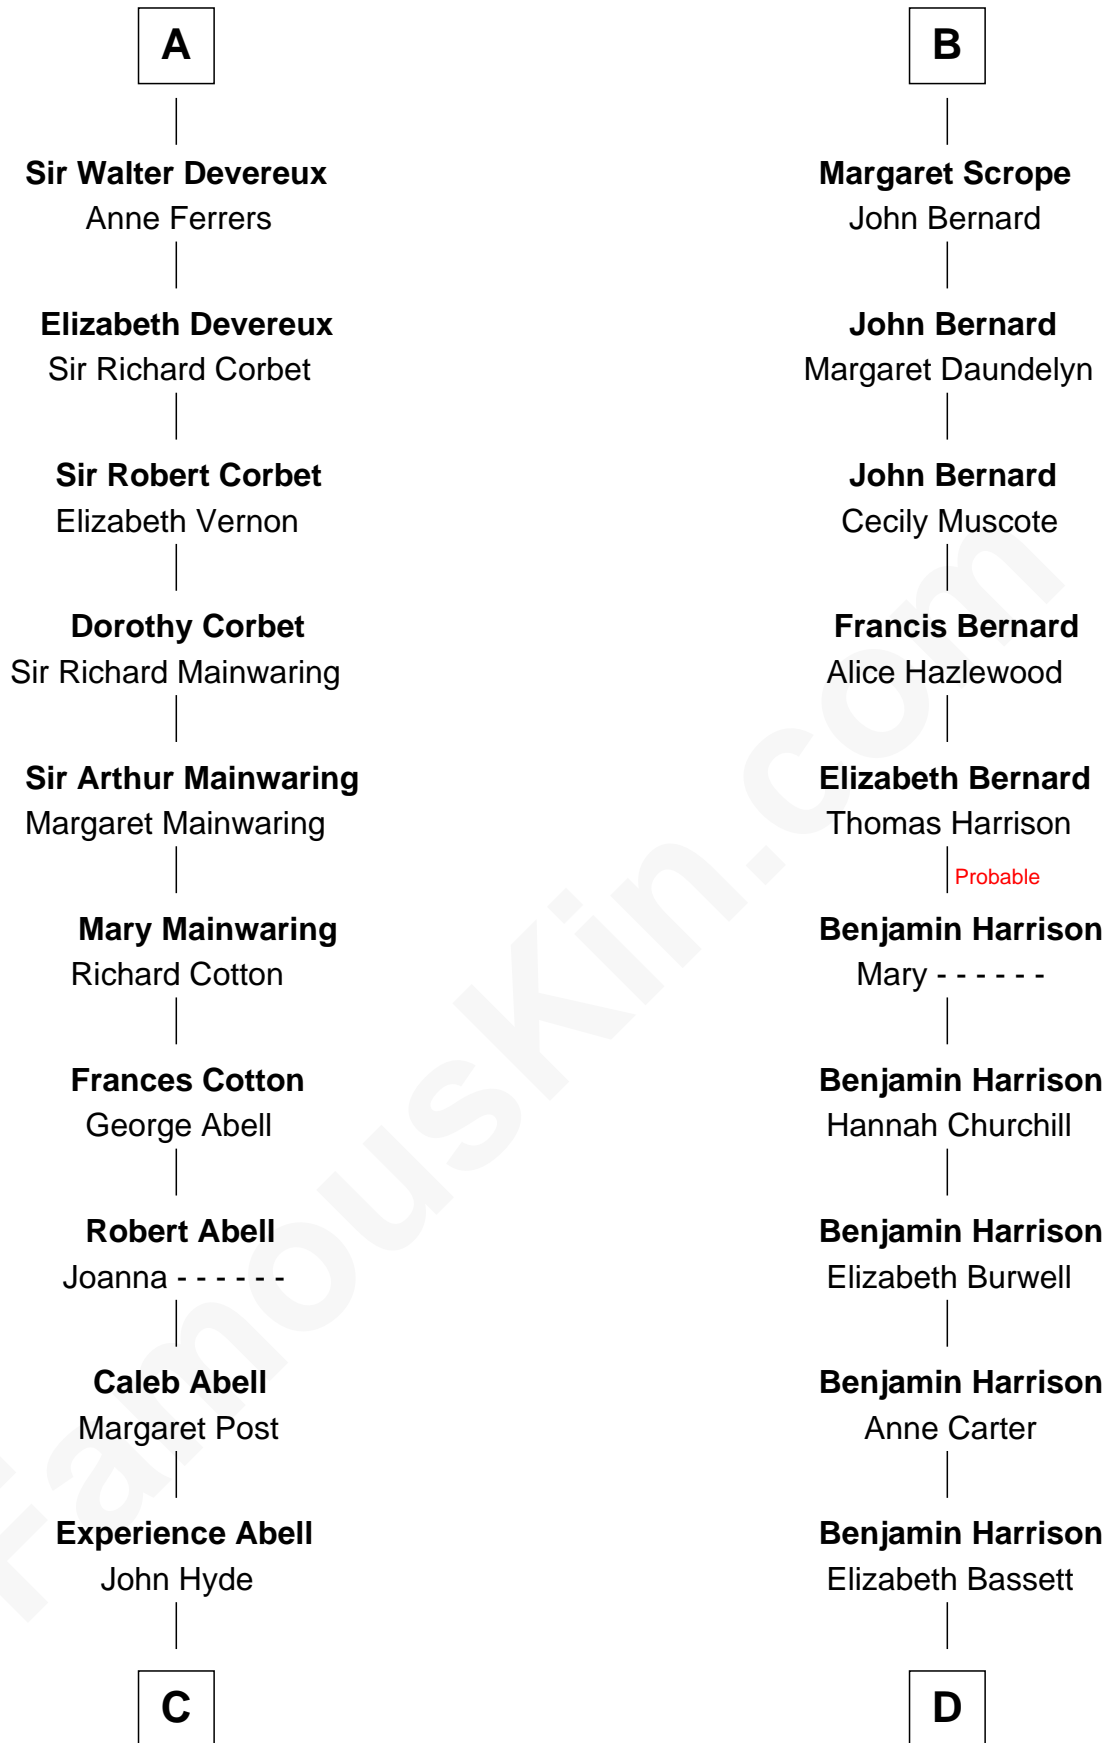 A
Sir Walter Devereux
Anne Ferrers
Elizabeth Devereux
Sir Richard Corbet
Sir Robert Corbet
Elizabeth Vernon
Dorothy Corbet
Sir Richard Mainwaring
Sir Arthur Mainwaring
Margaret Mainwaring
Mary Mainwaring
Richard Cotton
Frances Cotton
George Abell
Robert Abell
Joanna - - - - - -
Caleb Abell
Margaret Post
Experience Abell
John Hyde
C
B
Margaret Scrope
John Bernard
John Bernard
Margaret Daundelyn
John Bernard
Cecily Muscote
Francis Bernard
Alice Hazlewood
Elizabeth Bernard
Thomas Harrison
Probable
Benjamin Harrison
Mary - - - - - -
Benjamin Harrison
Hannah Churchill
Benjamin Harrison
Elizabeth Burwell
Benjamin Harrison
Anne Carter
Benjamin Harrison
Elizabeth Bassett
D
FamousKin.com